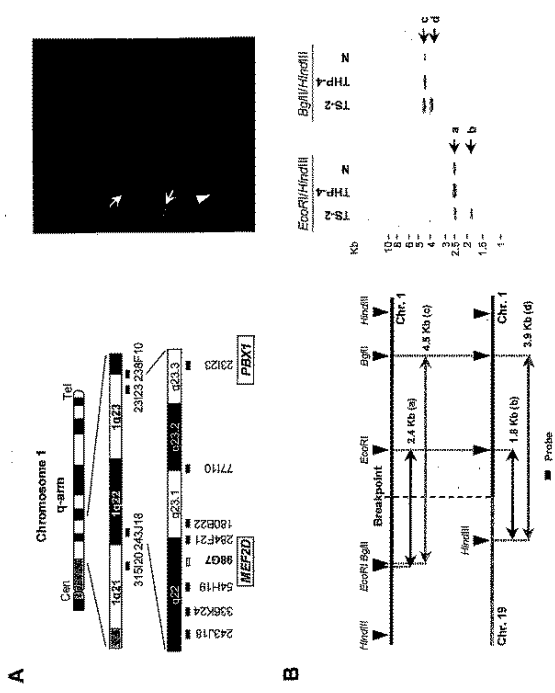 A
Chromosome 1
q-arm
Cen
Tel
1q21
1q22
1q23
315I20
243J18
23I23
238F10
q22
q23.1
q23.2
q23.3
243J18
336K24
54H19
98G7
284F21
180B22
77I10
23I23
MEF2D
PBX1
B
HindIII
EcoRI
BglII
Breakpoint
EcoRI
BglII
HindIII
Chr. 1
2.4 Kb (a)
4.5 Kb (c)
HindIII
Chr. 19
Chr. 1
1.8 Kb (b)
3.9 Kb (d)
Probe
EcoRI/HindIII
BglII/HindIII
TS-2
THP-4
N
TS-2
THP-4
N
Kb
10
8
6
5
4
3
2.5
2
1.5
1
a
b
c
d